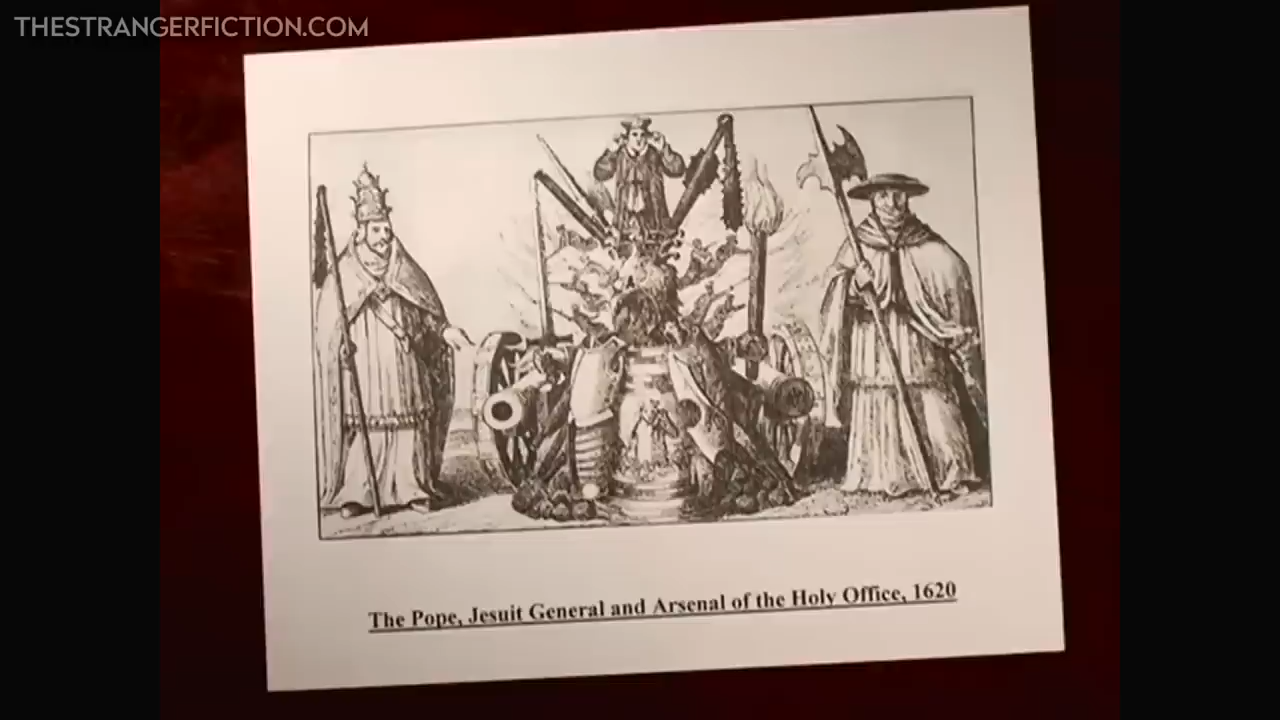 THESTRANGERFICTION.COM
The Pope, Jesuit General and Arsenal of the Holy Office, 1620